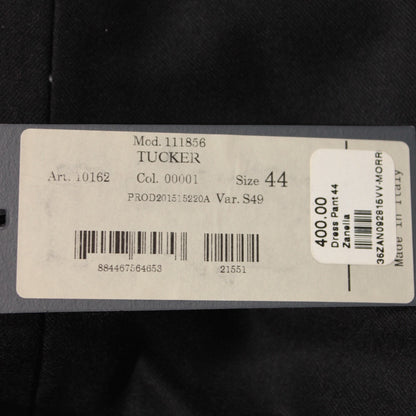 Mod. 111856
TUCKER
Art. 10162 Col. 00001 Size 44
PROD201515220A Var. S49
884467564653
21551
400.00
Dress Pant 44
Zanella
36ZAN092815VV-MORR
Made in Italy